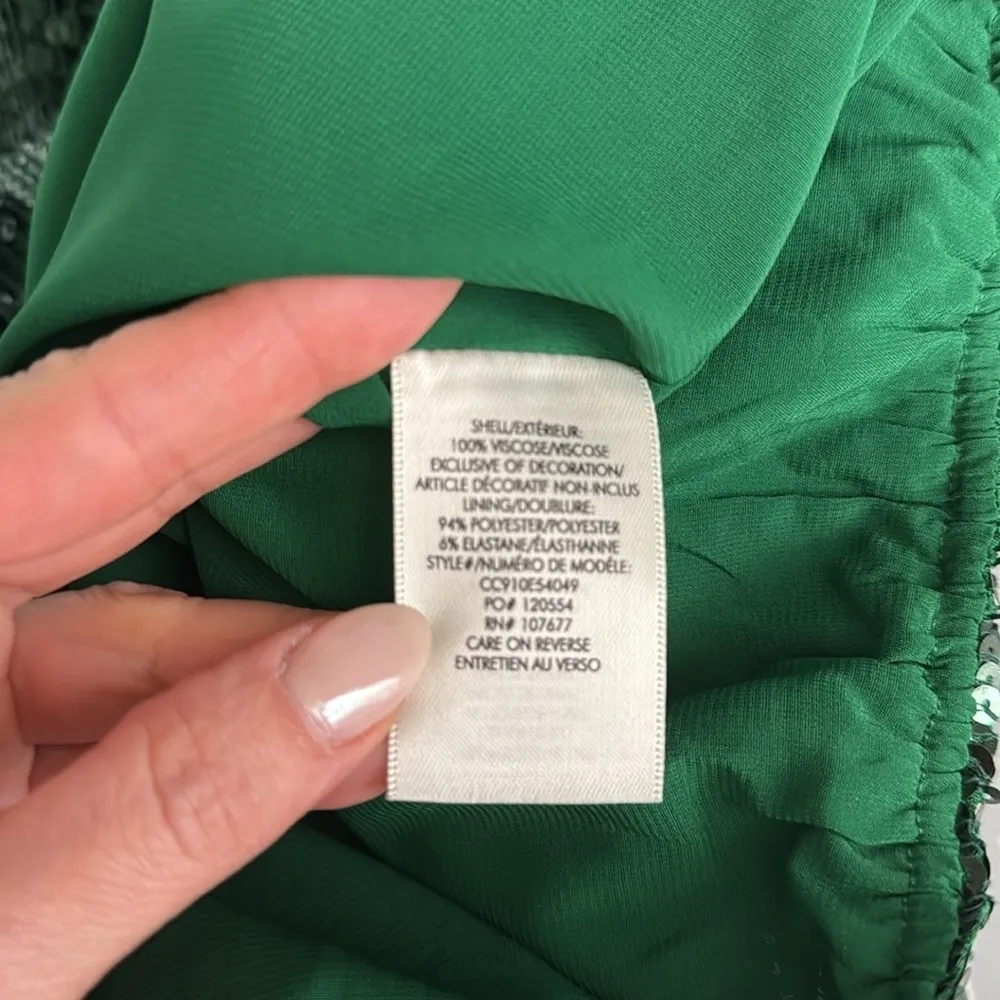 SHELL/EXTÉRIEUR:
100% VISCOSE/VISCOSE
EXCLUSIVE OF DECORATION/
ARTICLE DÉCORATIF NON-INCLUS
LINING/DOUBLURE:
94% POLYESTER/POLYESTER
6% ELASTANE/ÉLASTHANNE
STYLE#/NUMÉRO DE MODÈLE:
CC910E54049
PO# 120554
RN# 107677
CARE ON REVERSE
ENTRETIEN AU VERSO